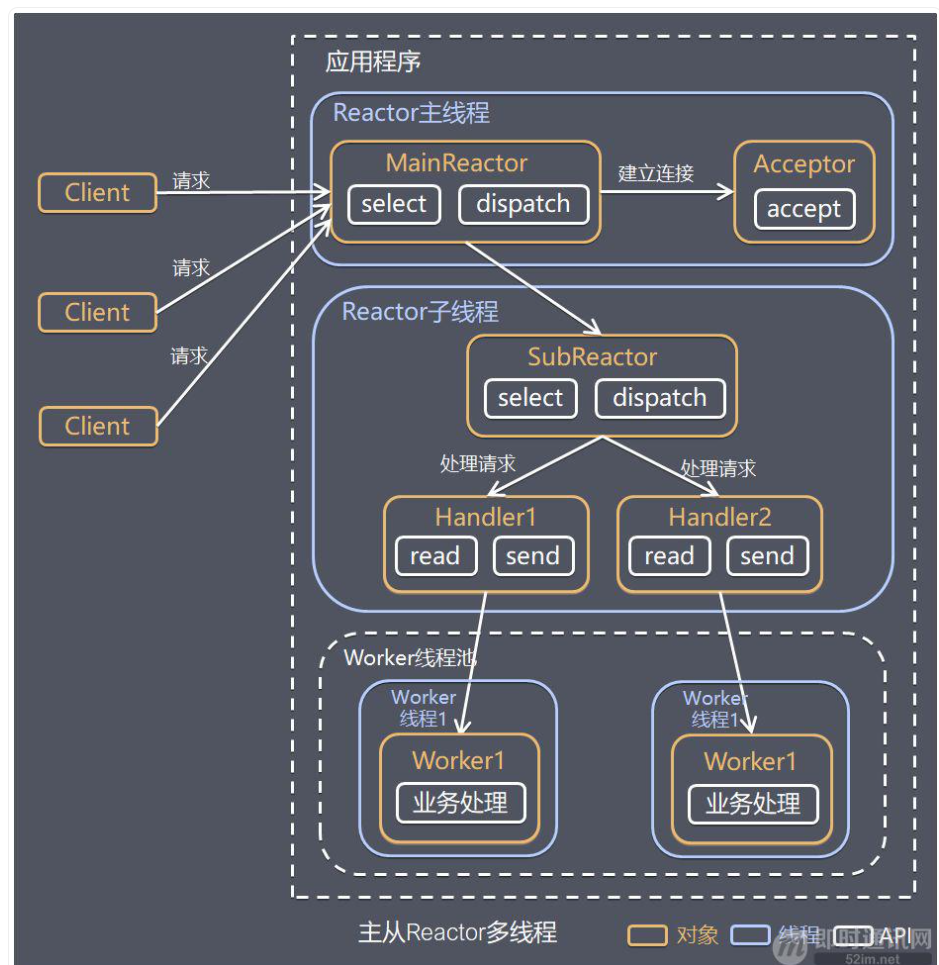 应用程序
Reactor主线程
MainReactor
select
dispatch
建立连接
Acceptor
accept
Client
请求
Client
请求
Client
请求
Reactor子线程
SubReactor
select
dispatch
处理请求
处理请求
Handler1
read
send
Handler2
read
send
Worker线程池
Worker
线程1
Worker1
业务处理
Worker
线程1
Worker1
业务处理
主从Reactor多线程
对象
线程
API
即时通讯网
52im.net